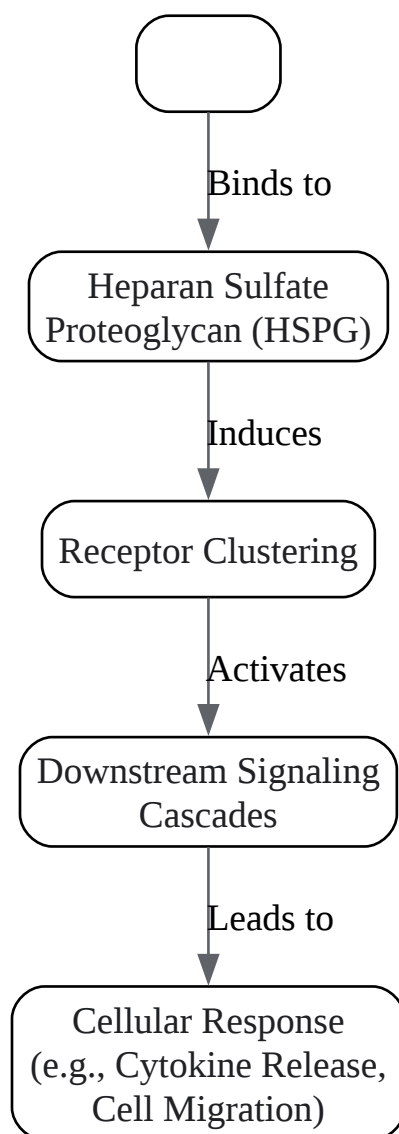 Binds to
Heparan Sulfate
Proteoglycan (HSPG)
Induces
Receptor Clustering
Activates
Downstream Signaling
Cascades
Leads to
Cellular Response
(e.g., Cytokine Release,
Cell Migration)